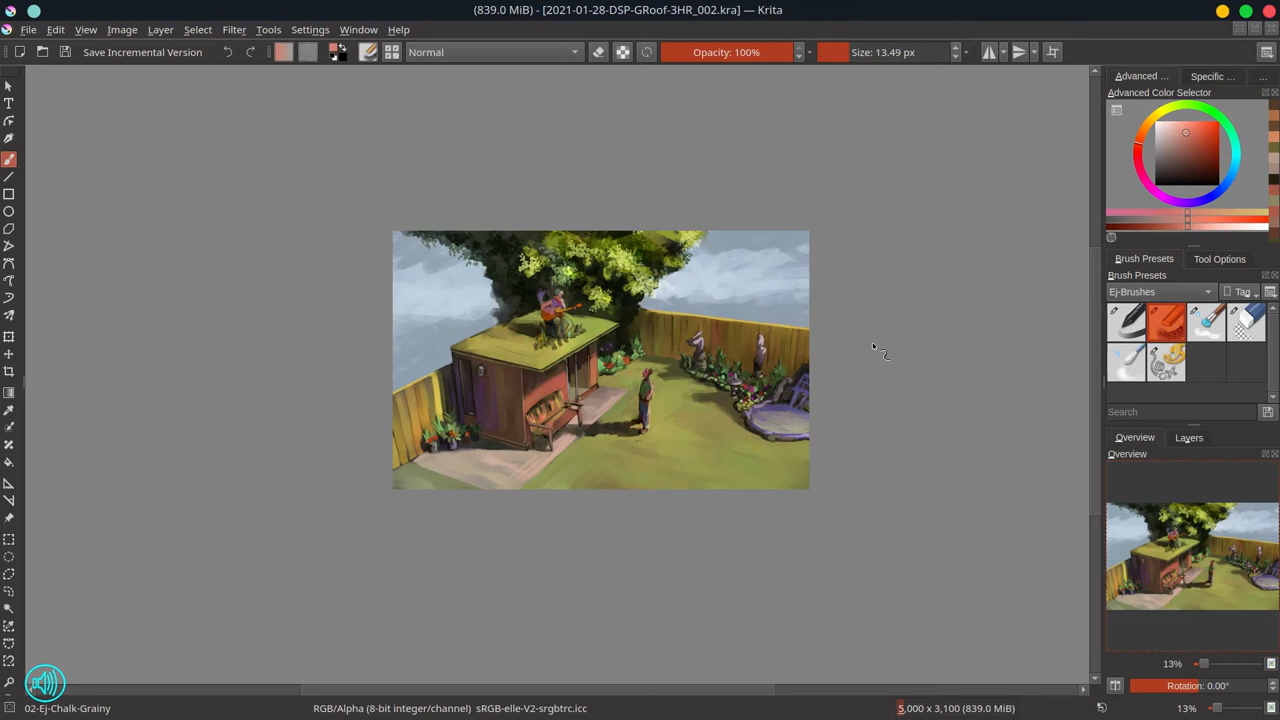 (839.0 MiB) - [2021-01-28-DSP-GRoof-3HR_002.kra] — Krita
File Edit View Image Layer Select Filter Tools Settings Window Help
Save Incremental Version Normal Opacity: 100% Size: 13.49 px
Advanced ... Specific ... ...
Advanced Color Selector
Brush Presets Tool Options
Brush Presets
Ej-Brushes Tag
Search
Overview Layers
Overview
13%
Rotation: 0.00°
02-Ej-Chalk-Grainy RGB/Alpha (8-bit integer/channel) sRGB-elle-V2-srgbtrc.icc 5,000 x 3,100 (839.0 MiB) 13%